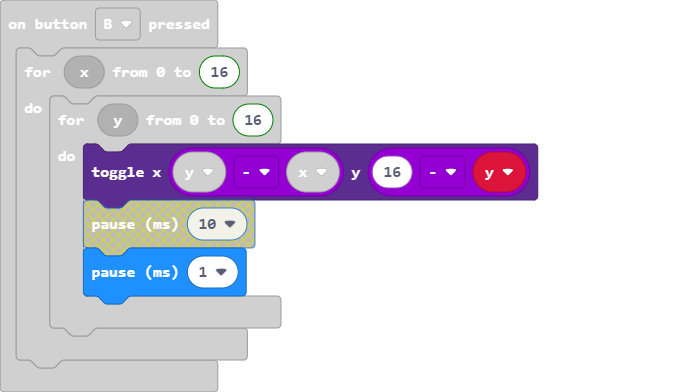 on button B pressed
for x from 0 to 16
do
for y from 0 to 16
do
toggle x y - x y 16 - y
pause (ms) 10
pause (ms) 1